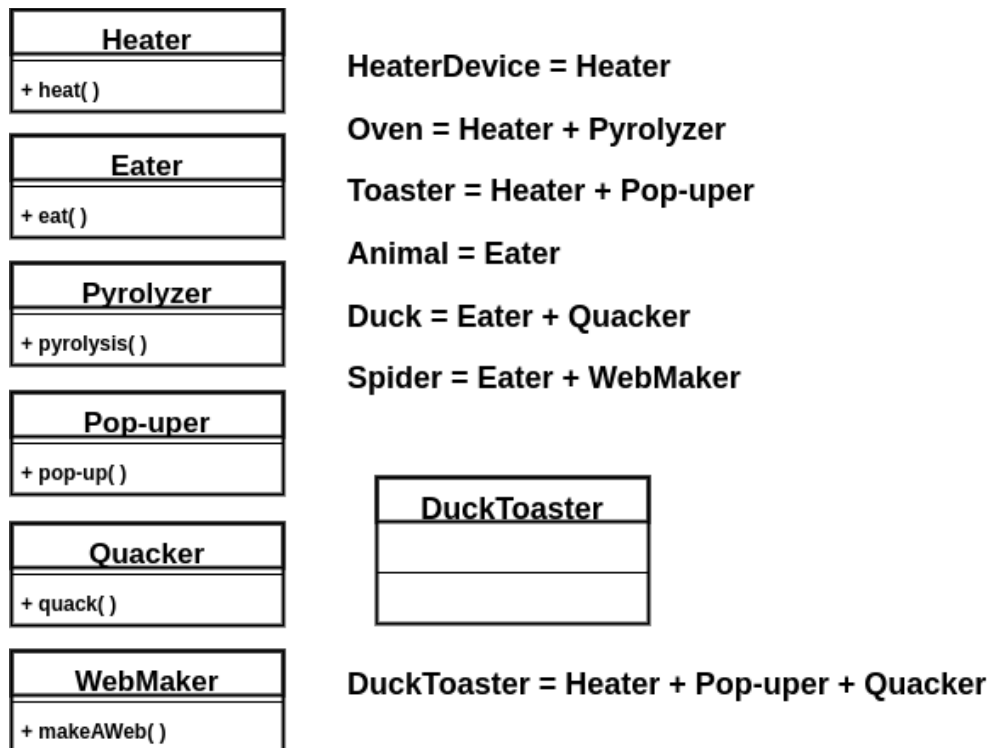 Heater
+ heat( )
Eater
+ eat( )
Pyrolyzer
+ pyrolysis( )
Pop-uper
+ pop-up( )
Quacker
+ quack( )
WebMaker
+ makeAWeb( )
HeaterDevice = Heater
Oven = Heater + Pyrolyzer
Toaster = Heater + Pop-uper
Animal = Eater
Duck = Eater + Quacker
Spider = Eater + WebMaker
DuckToaster
DuckToaster = Heater + Pop-uper + Quacker